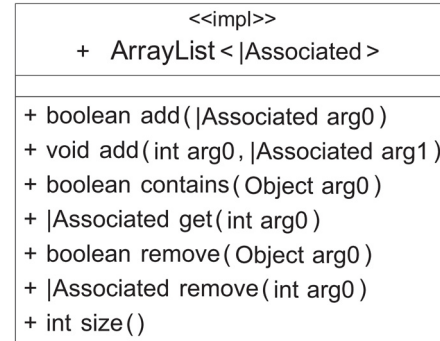 <<impl>>
+ ArrayList<|Associated>
+ boolean add(|Associated arg0)
+ void add(int arg0, |Associated arg1)
+ boolean contains(Object arg0)
+ |Associated get(int arg0)
+ boolean remove(Object arg0)
+ |Associated remove(int arg0)
+ int size()